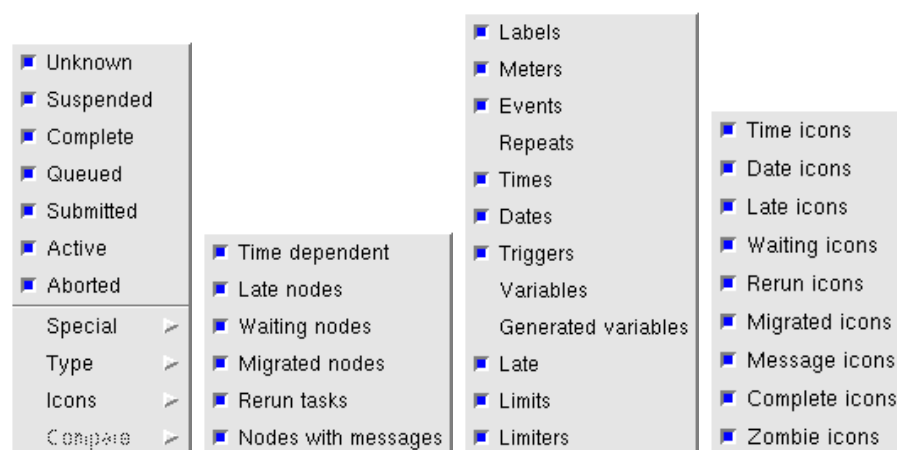 Unknown
Suspended
Complete
Queued
Submitted
Active
Aborted
Special
Type
Icons
Compare
Time dependent
Late nodes
Waiting nodes
Migrated nodes
Rerun tasks
Nodes with messages
Labels
Meters
Events
Repeats
Times
Dates
Triggers
Variables
Generated variables
Late
Limits
Limiters
Time icons
Date icons
Late icons
Waiting icons
Rerun icons
Migrated icons
Message icons
Complete icons
Zombie icons